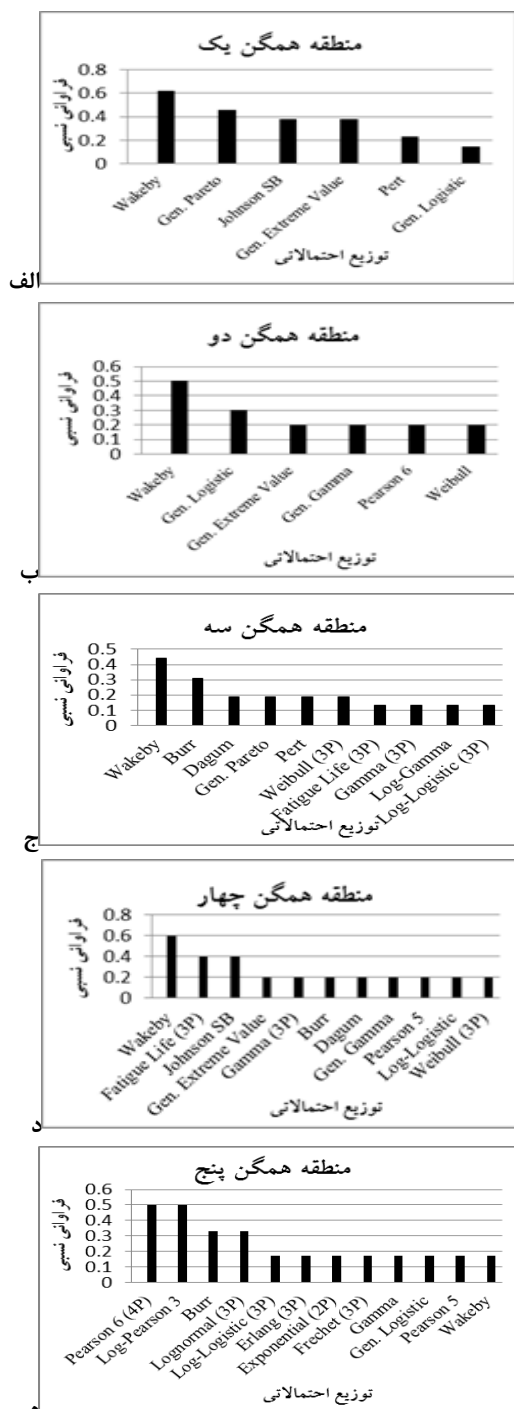 منطقه همگن یک
فراوانی نسبی
0.8
0.6
0.4
0.2
0
Wakeby
Gen. Pareto
Johnson SB
Gen. Extreme Value
Pert
Gen. Logistic
توزیع احتمالاتی
الف
منطقه همگن دو
فراوانی نسبی
0.6
0.5
0.4
0.3
0.2
0.1
0
Wakeby
Gen. Logistic
Gen. Extreme Value
Gen. Gamma
Pearson 6
Weibull
توزیع احتمالاتی
ب
منطقه همگن سه
فراوانی نسبی
0.5
0.4
0.3
0.2
0.1
0
Wakeby
Burr
Dagum
Gen. Pareto
Pert
Weibull (3P)
Fatigue Life (3P)
Gamma (3P)
Log-Gamma
Log-Logistic (3P)
توزیع احتمالاتی
ج
منطقه همگن چهار
فراوانی نسبی
0.8
0.6
0.4
0.2
0
Wakeby
Fatigue Life (3P)
Johnson SB
Gen. Extreme Value
Gamma (3P)
Burr
Dagum
Gen. Gamma
Pearson 5
Log-Logistic
Weibull (3P)
توزیع احتمالاتی
د
منطقه همگن پنج
فراوانی نسبی
0.6
0.5
0.4
0.3
0.2
0.1
0
Pearson 6 (4P)
Log-Pearson 3
Burr
Lognormal (3P)
Log-Logistic (3P)
Erlang (3P)
Exponential (2P)
Frechet (3P)
Gamma
Gen. Logistic
Pearson 5
Wakeby
توزیع احتمالاتی